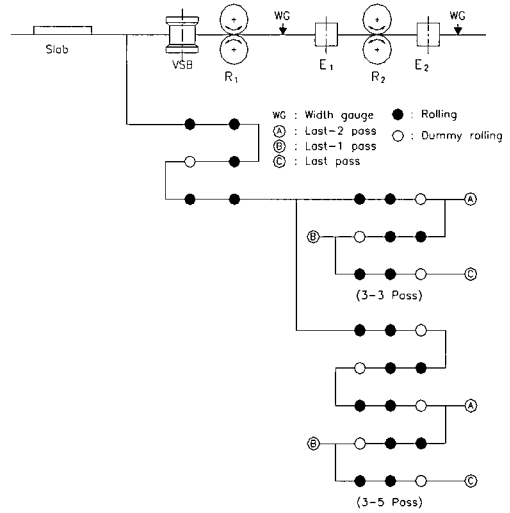 WG
WG
Slab
VSB
R1
E1
R2
E2
WG : Width gauge
● : Rolling
Ⓐ : Last-2 pass
○ : Dummy rolling
Ⓑ : Last-1 pass
Ⓒ : Last pass
A
B
C
(3-3 Pass)
A
B
C
(3-5 Pass)